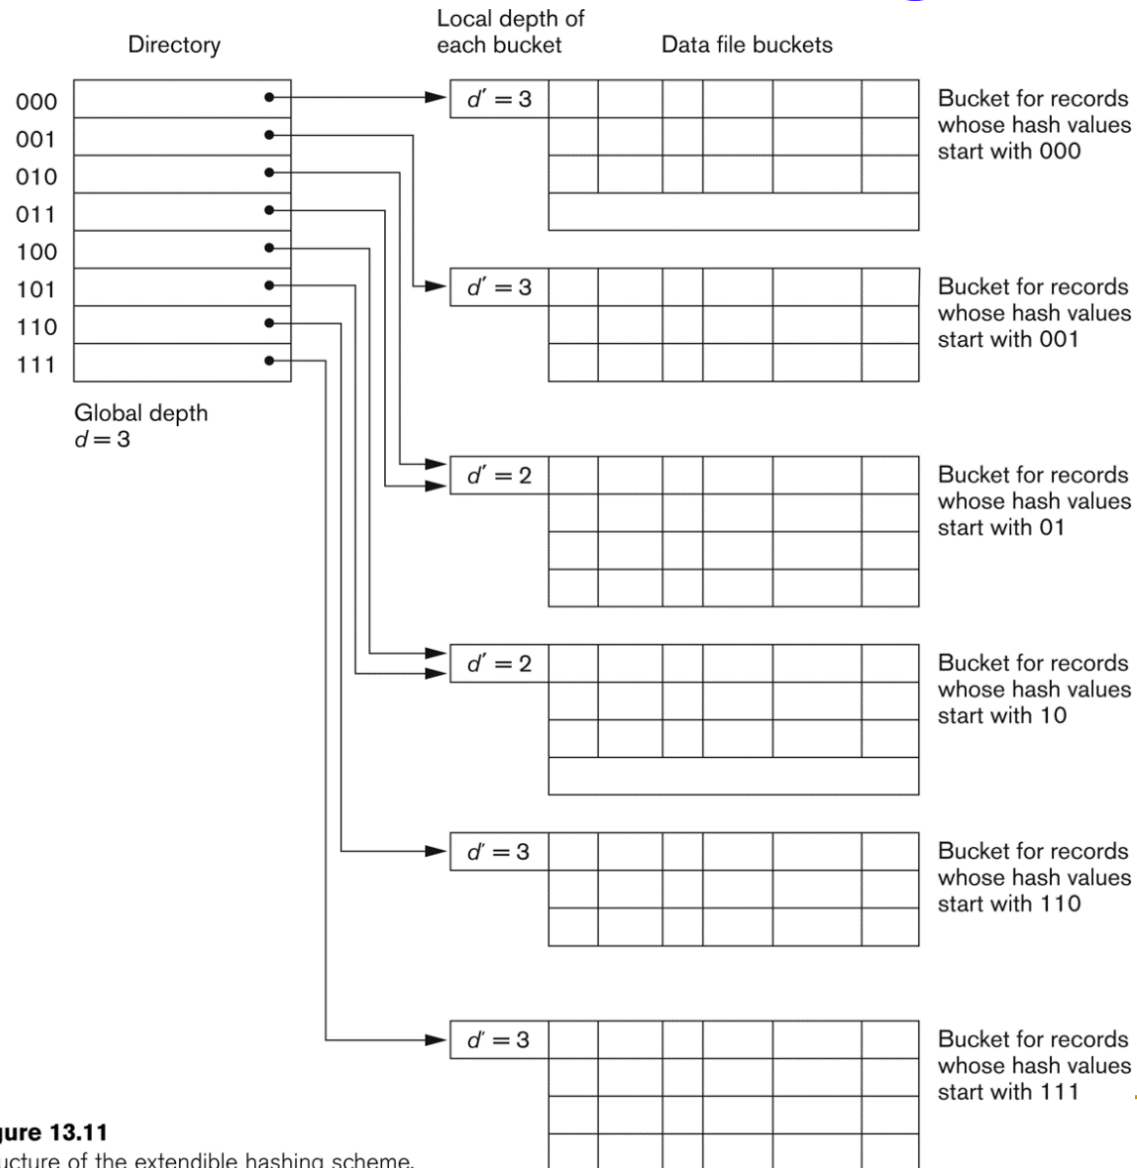 Local depth of
each bucket
Directory
Data file buckets
000
001
010
011
100
101
110
111
Global depth
d = 3
d′ = 3
Bucket for records
whose hash values
start with 000
d′ = 3
Bucket for records
whose hash values
start with 001
d′ = 2
Bucket for records
whose hash values
start with 01
d′ = 2
Bucket for records
whose hash values
start with 10
d′ = 3
Bucket for records
whose hash values
start with 110
d′ = 3
Bucket for records
whose hash values
start with 111
gure 13.11
ucture of the extendible hashing scheme.